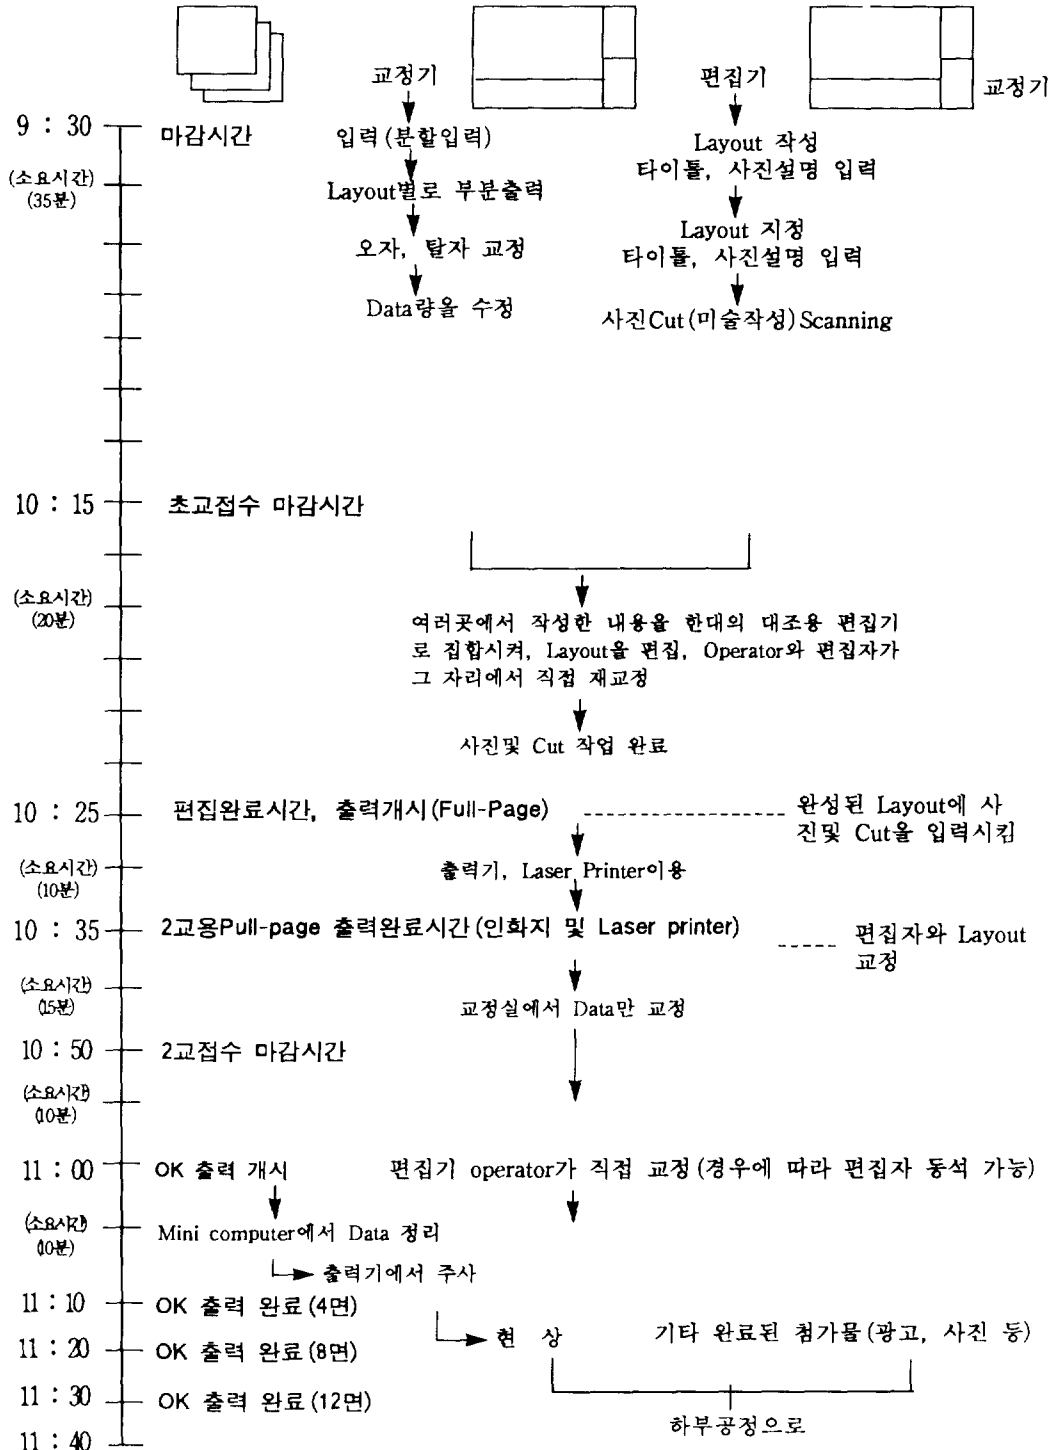 교정기
편집기
교정기
9 : 30
마감시간
입력(분할입력)
Layout 작성
타이틀, 사진설명 입력
(소요시간)
(35분)
Layout별로 부분출력
Layout 지정
타이틀, 사진설명 입력
오자, 탈자 교정
Data량을 수정
사진Cut(미술작성)Scanning
10 : 15
초교접수 마감시간
(소요시간)
(20분)
여러곳에서 작성한 내용을 한대의 대조용 편집기
로 집합시켜, Layout을 편집, Operator와 편집자가
그 자리에서 직접 재교정
사진및 Cut 작업 완료
10 : 25
편집완료시간, 출력개시(Full-Page)
완성된 Layout에 사
진및 Cut을 입력시킴
(소요시간)
(10분)
출력기, Laser Printer이용
10 : 35
2교용Pull-page 출력완료시간(인화지 및 Laser printer)
편집자와 Layout
교정
(소요시간)
(15분)
교정실에서 Data만 교정
10 : 50
2교접수 마감시간
(소요시간)
(10분)
11 : 00
OK 출력 개시
편집기 operator가 직접 교정(경우에 따라 편집자 동석 가능)
(소요시간)
(10분)
Mini computer에서 Data 정리
출력기에서 주사
11 : 10
OK 출력 완료(4면)
현 상
기타 완료된 첨가물(광고, 사진 등)
11 : 20
OK 출력 완료(8면)
11 : 30
OK 출력 완료(12면)
하부공정으로
11 : 40